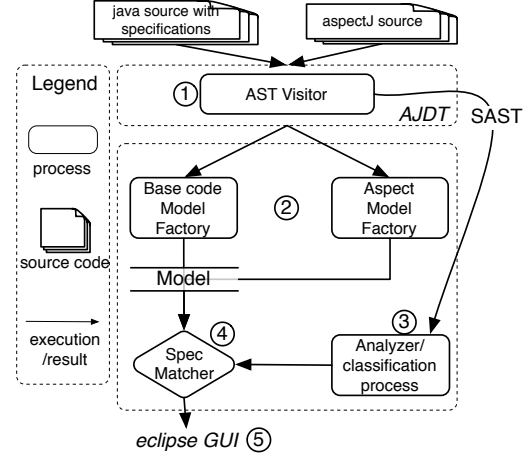 java source with
specifications
aspectJ source
Legend
process
source code
execution
/result
①
AST Visitor
AJDT
SAST
Base code
Model
Factory
②
Aspect
Model
Factory
Model
④
③
Spec
Matcher
Analyzer/
classification
process
eclipse GUI ⑤